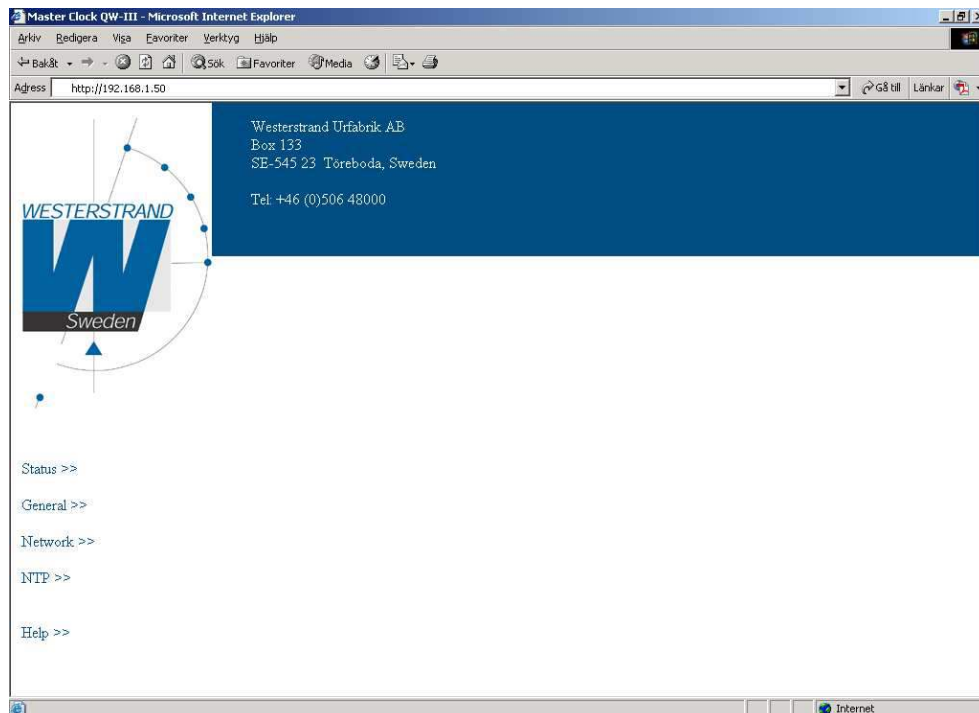 Master Clock QW-III - Microsoft Internet Explorer
Arkiv Redigera Visa Favoriter Verktyg Hjälp
Bakåt Sök Favoriter Media
Adress http://192.168.1.50 Gå till Länkar
Westerstrand Urfabrik AB
Box 133
SE-545 23 Töreboda, Sweden
Tel: +46 (0)506 48000
WESTERSTRAND
W
Sweden
Status >>
General >>
Network >>
NTP >>
Help >>
Internet